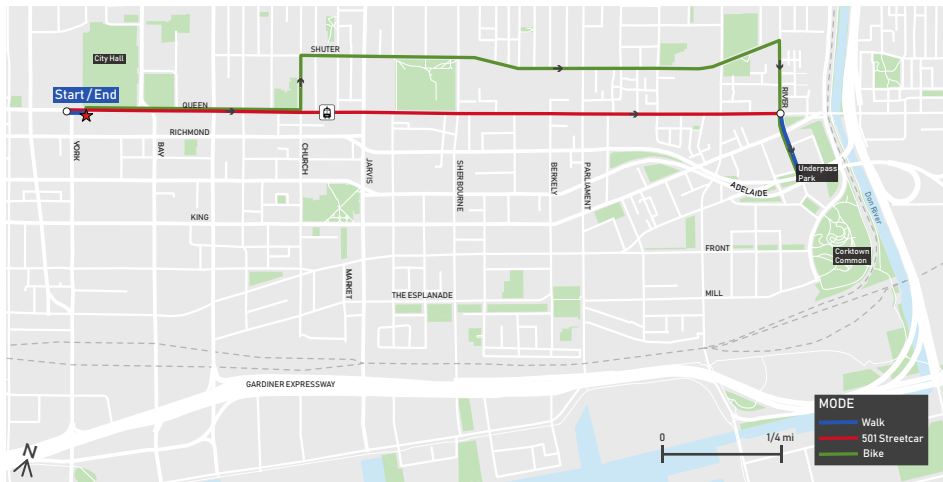 SHUTER
City Hall
Start / End
QUEEN
RIVER
RICHMOND
YORK
BAY
CHURCH
JARVIS
SHERBOURNE
BERKELY
PARLIAMENT
Underpass
Park
ADELAIDE
Don River
KING
FRONT
Corktown
Common
MARKET
THE ESPLANADE
MILL
GARDINER EXPRESSWAY
MODE
Walk
501 Streetcar
Bike
0
1/4 mi
N